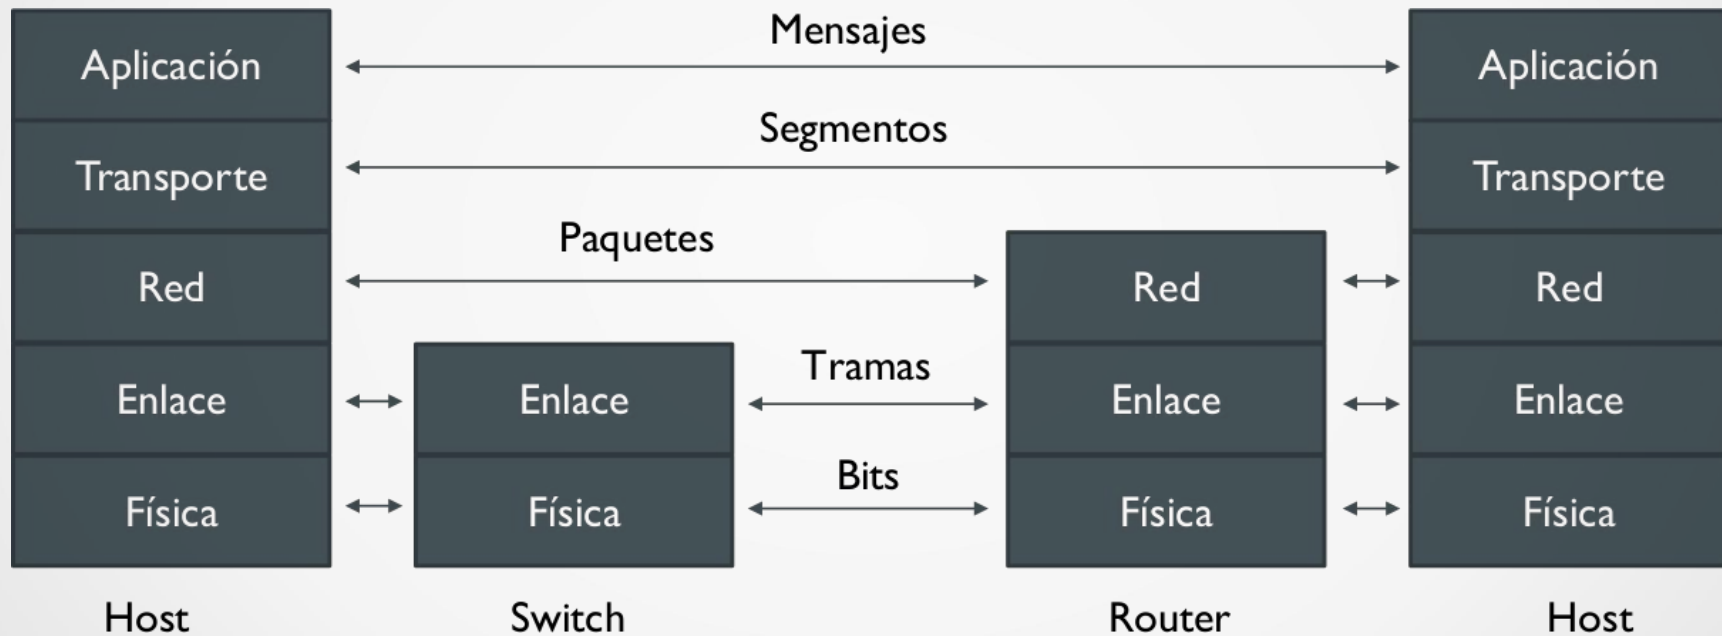 Mensajes
Aplicación
Aplicación
Segmentos
Transporte
Transporte
Paquetes
Red
Red
Red
Tramas
Enlace
Enlace
Enlace
Enlace
Bits
Física
Física
Física
Física
Host
Switch
Router
Host